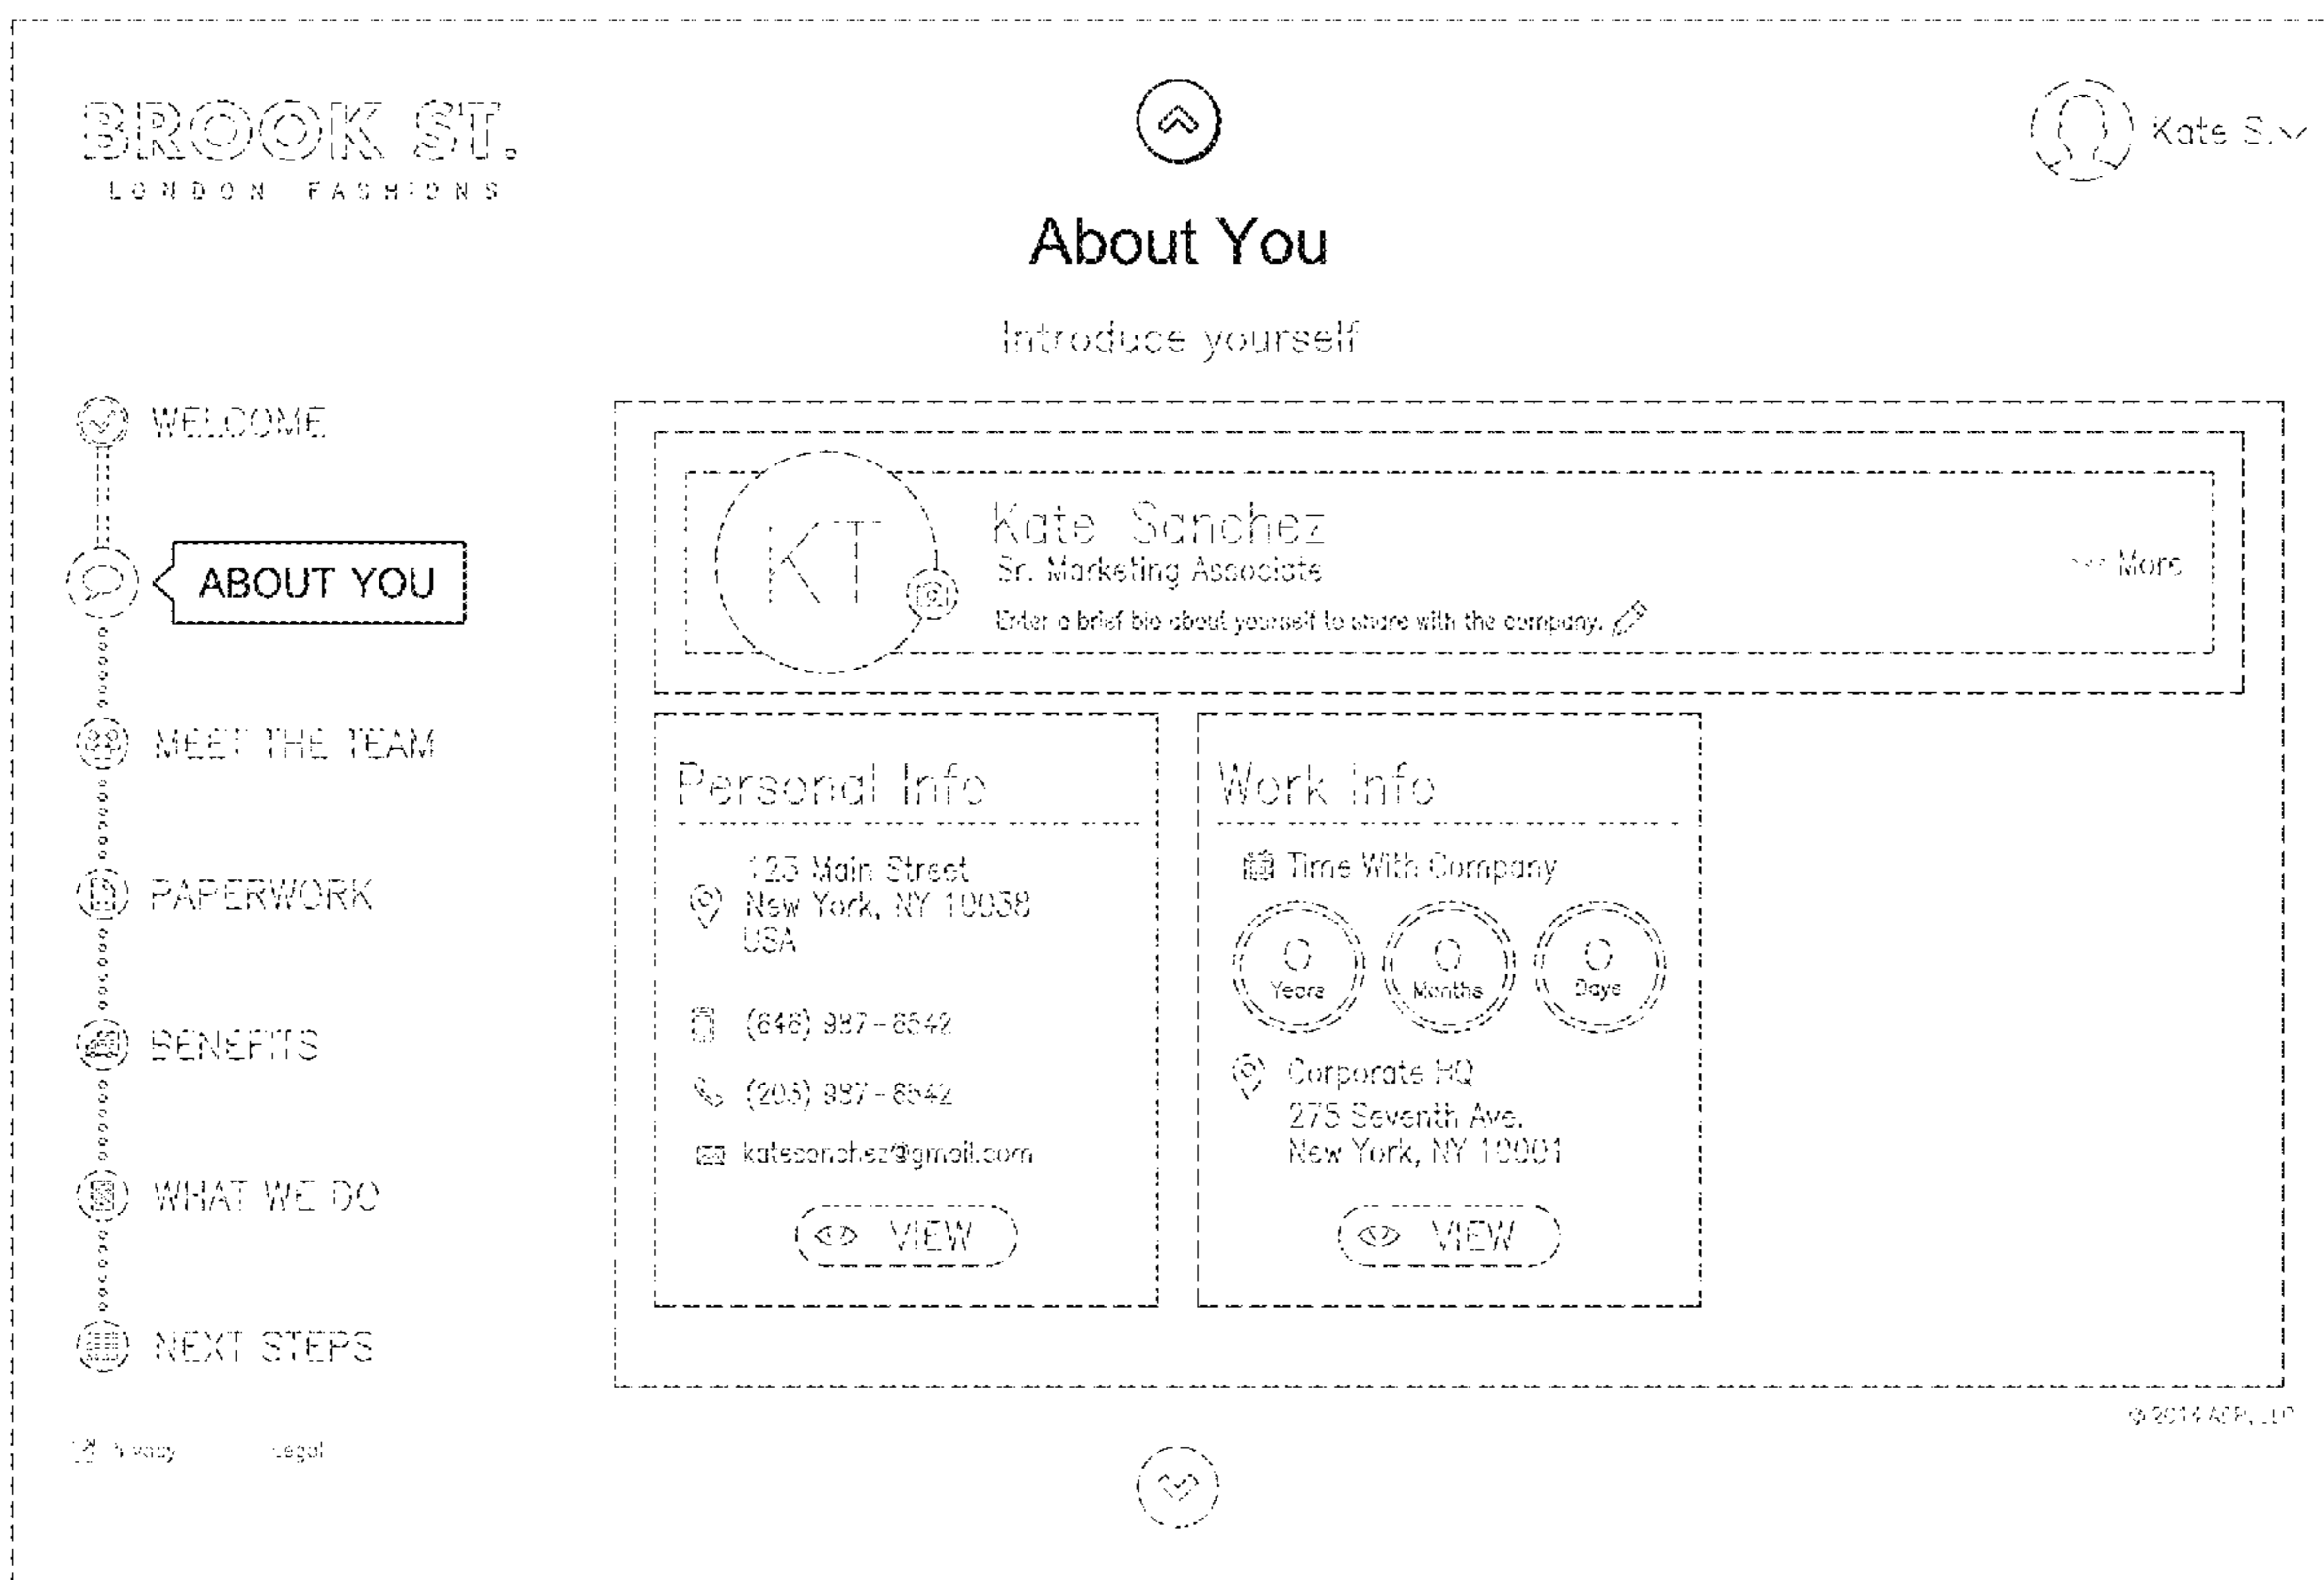 BROOK ST.
LONDON FASHIONS
Kate S.
About You
Introduce yourself
WELCOME
ABOUT YOU
MEET THE TEAM
PAPERWORK
BENEFITS
WHAT WE DO
NEXT STEPS
KT
Kate Sanchez
Sr. Marketing Associate
Enter a brief bio about yourself to share with the company.
More
Personal Info
123 Main Street
New York, NY 10038
USA
(646) 987-6542
(203) 987-6542
katesanchez@gmail.com
VIEW
Work Info
Time With Company
0 Years
0 Months
0 Days
Corporate HQ
275 Seventh Ave.
New York, NY 10001
VIEW
Privacy
Legal
© 2014 ADP, LLC